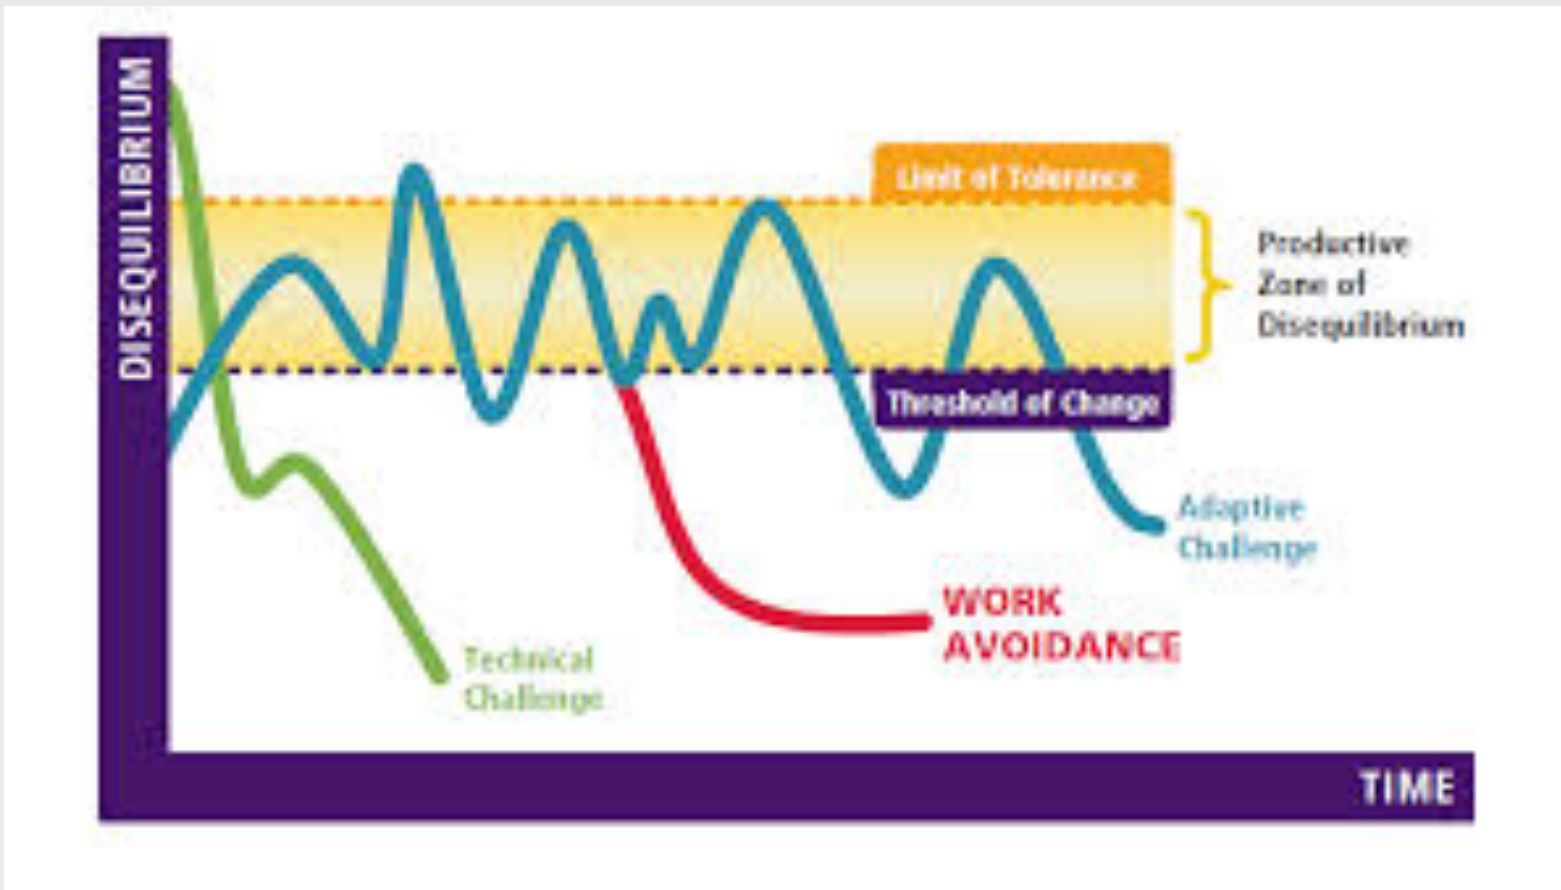 DISEQUILIBRIUM
Limit of Tolerance
Productive
Zone of
Disequilibrium
Threshold of Change
Adaptive
Challenge
WORK
AVOIDANCE
Technical
Challenge
TIME